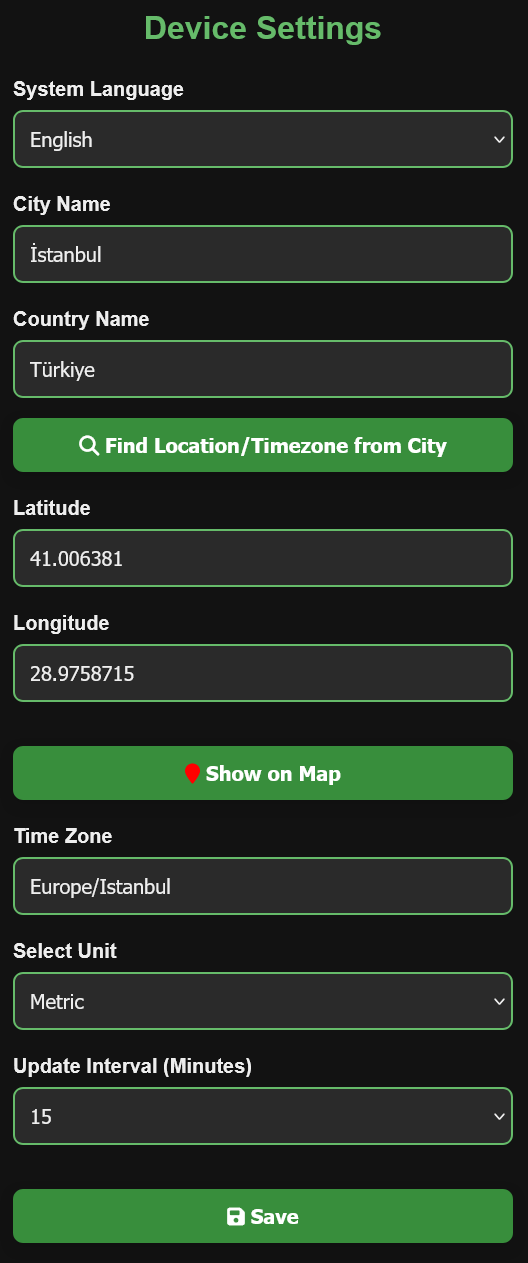 Device Settings
System Language
English
City Name
İstanbul
Country Name
Türkiye
Find Location/Timezone from City
Latitude
41.006381
Longitude
28.9758715
Show on Map
Time Zone
Europe/Istanbul
Select Unit
Metric
Update Interval (Minutes)
15
Save